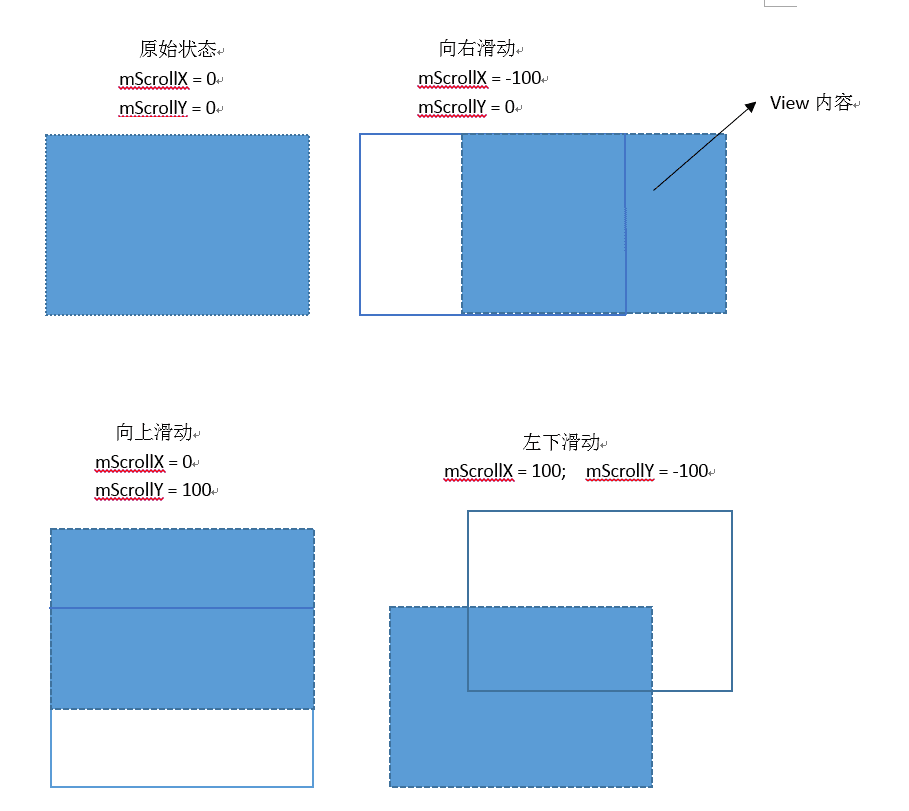 原始状态
mScrollX = 0
mScrollY = 0
向右滑动
mScrollX = -100
mScrollY = 0
View 内容
向上滑动
mScrollX = 0
mScrollY = 100
左下滑动
mScrollX = 100; mScrollY = -100